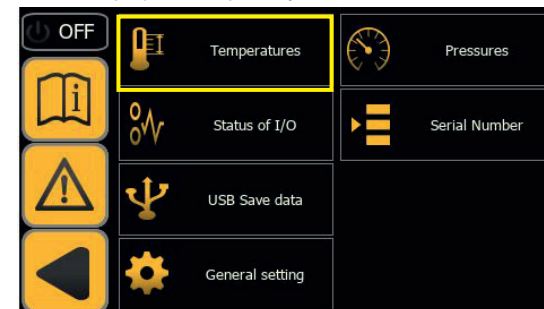 OFF
Temperatures
Pressures
Status of I/O
Serial Number
USB Save data
General setting